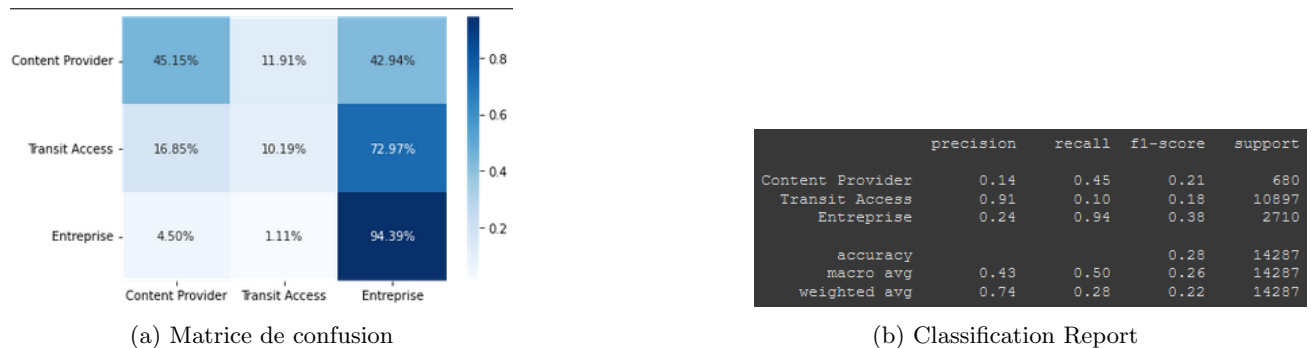 Content Provider - 45.15% 11.91% 42.94%
Transit Access - 16.85% 10.19% 72.97%
Entreprise - 4.50% 1.11% 94.39%
Content Provider Transit Access Entreprise
- 0.8
- 0.6
- 0.4
- 0.2
(a) Matrice de confusion
precision recall f1-score support
Content Provider 0.14 0.45 0.21 680
Transit Access 0.91 0.10 0.18 10897
Entreprise 0.24 0.94 0.38 2710
accuracy 0.28 14287
macro avg 0.43 0.50 0.26 14287
weighted avg 0.74 0.28 0.22 14287
(b) Classification Report